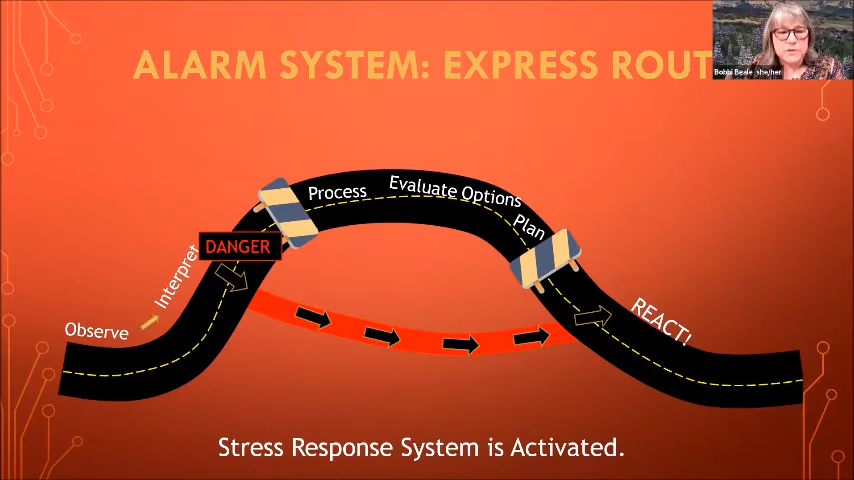 ALARM SYSTEM: EXPRESS ROUT
Bobbi Beale she/her
Process
Evaluate Options
Plan
DANGER
Interpret
Observe
REACT!
Stress Response System is Activated.